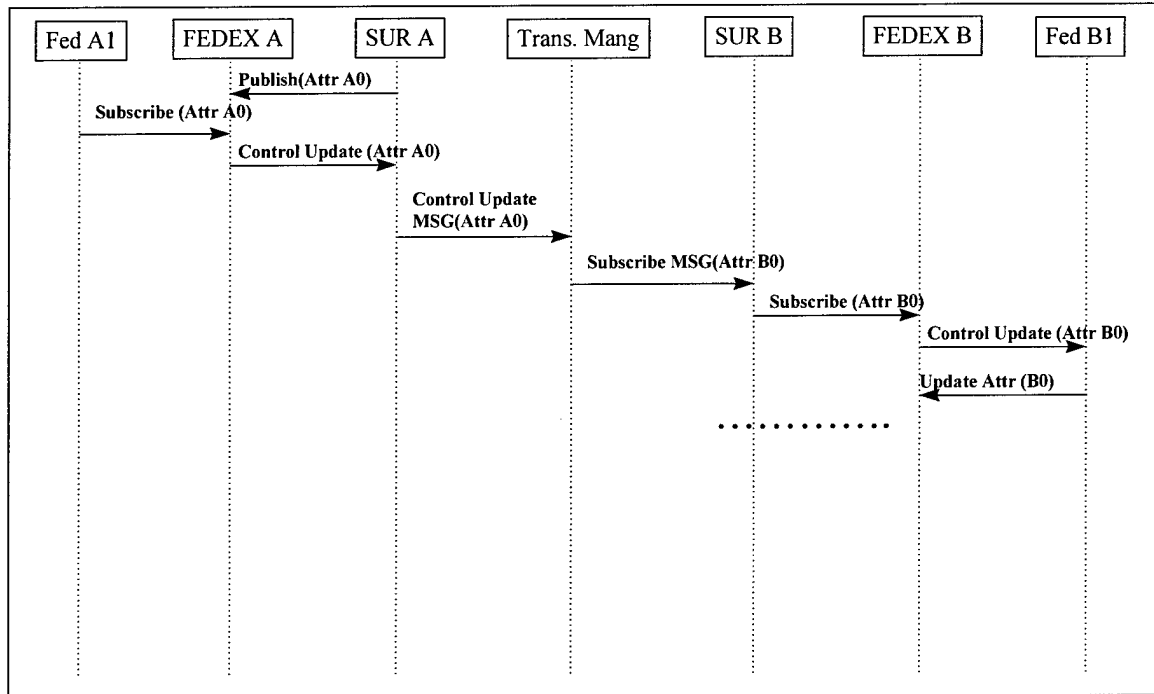 Fed A1
FEDEX A
SUR A
Trans. Mang
SUR B
FEDEX B
Fed B1
Publish(Attr A0)
Subscribe (Attr A0)
Control Update (Attr A0)
Control Update
MSG(Attr A0)
Subscribe MSG(Attr B0)
Subscribe (Attr B0)
Control Update (Attr B0)
Update Attr (B0)